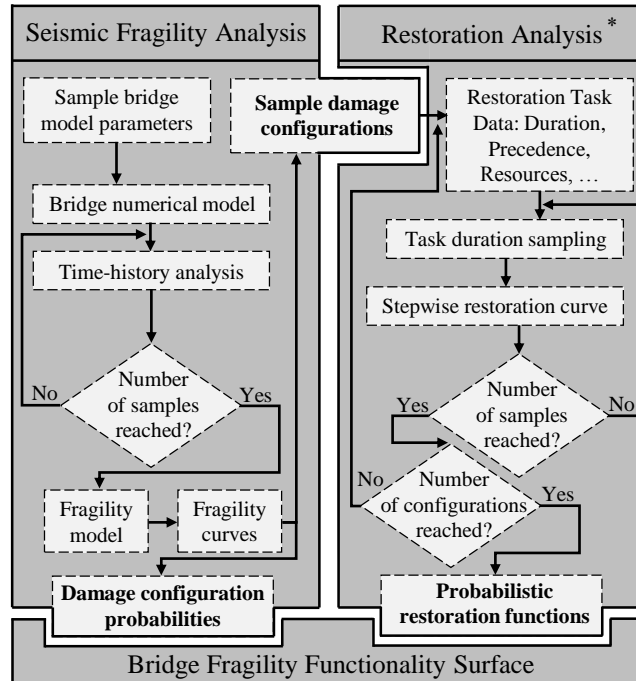 Seismic Fragility Analysis
Sample bridge
model parameters
Bridge numerical model
Time-history analysis
No
Number
of samples
reached?
Yes
Fragility
model
Fragility
curves
Damage configuration
probabilities
Sample damage
configurations
Restoration Analysis*
Restoration Task
Data: Duration,
Precedence,
Resources, …
Task duration sampling
Stepwise restoration curve
Yes
Number
of samples
reached?
No
No
Number
of configurations
reached?
Yes
Probabilistic
restoration functions
Bridge Fragility Functionality Surface